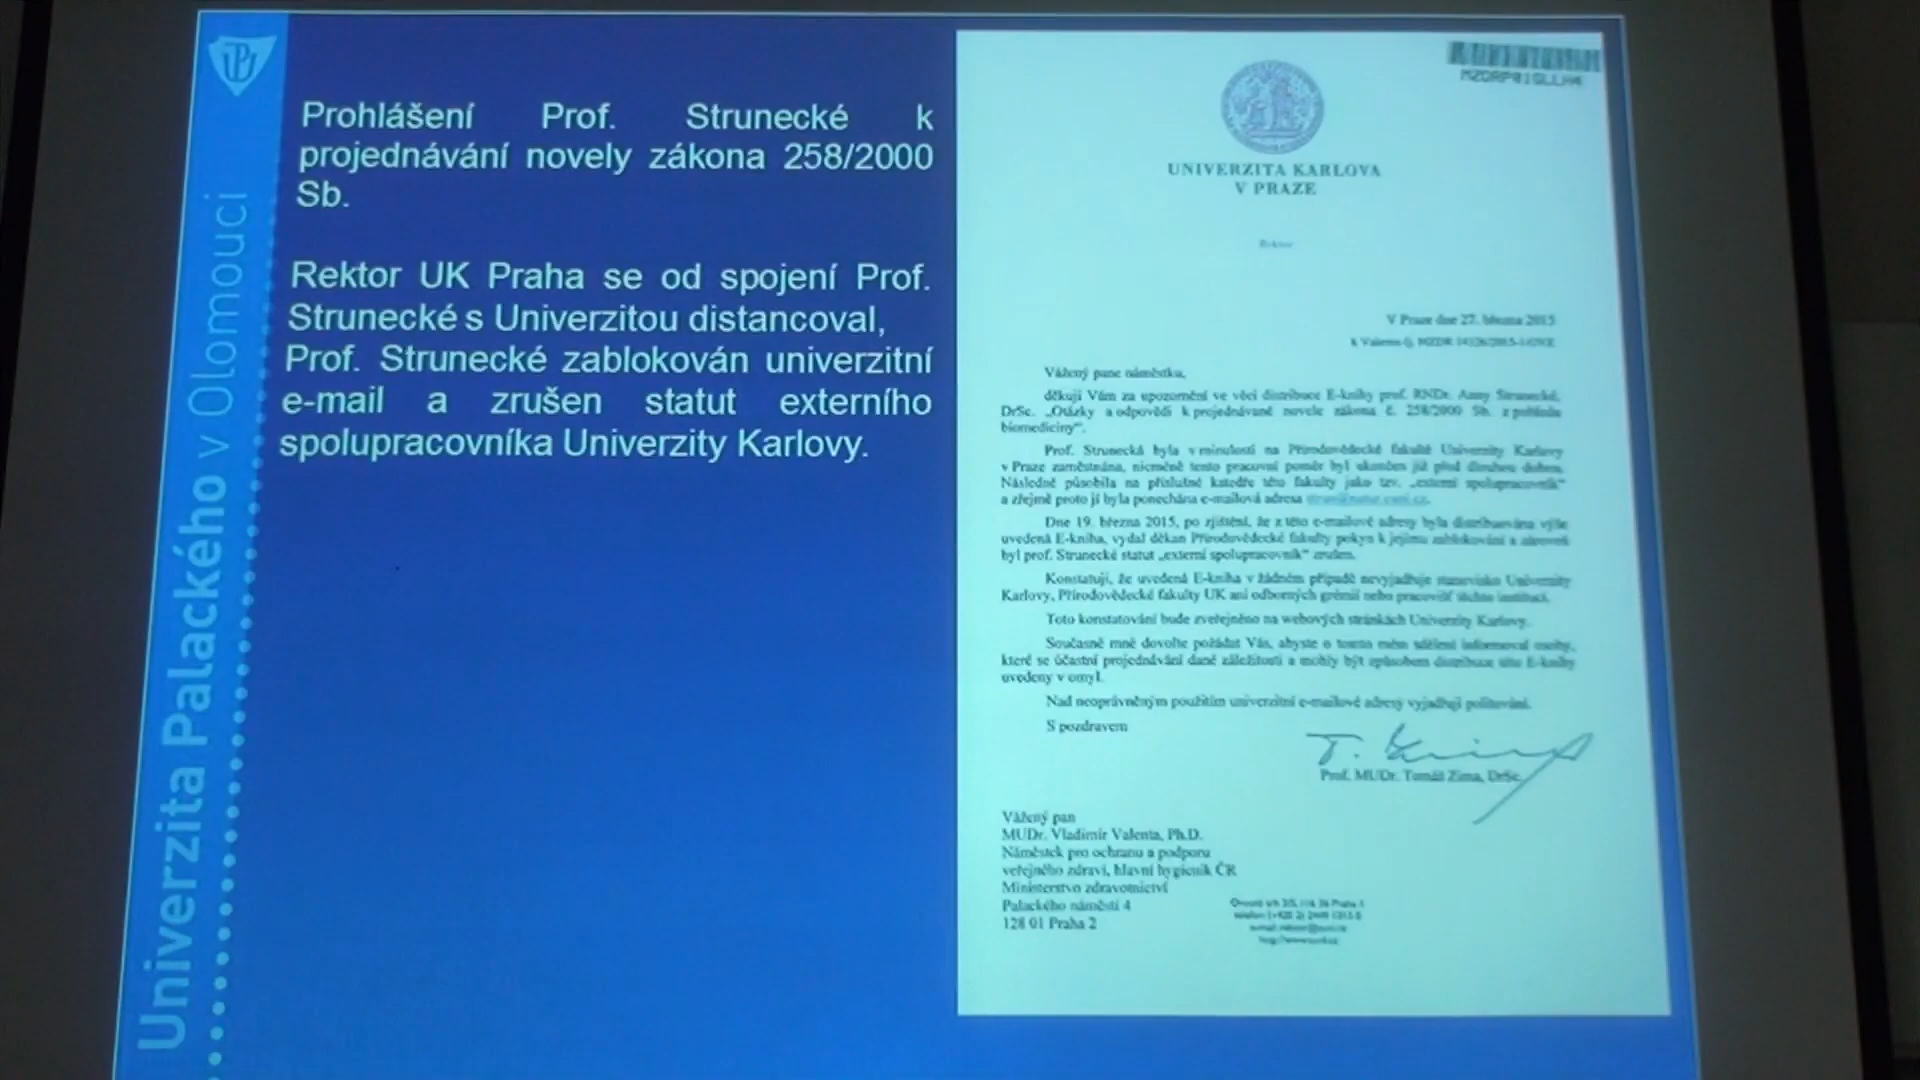 Univerzita Palackého v Olomouci
Prohlášení Prof. Strunecké k
projednávání novely zákona 258/2000
Sb.
Rektor UK Praha se od spojení Prof.
Strunecké s Univerzitou distancoval,
Prof. Strunecké zablokován univerzitní
e-mail a zrušen statut externího
spolupracovníka Univerzity Karlovy.
UNIVERZITA KARLOVA
V PRAZE
Rektor
V Praze dne 27. března 2015
Vážený pane náměstku,
děkuji Vám za upozornění ve věci distribuce E-knihy prof. RNDr. Anny Strunecké,
DrSc. „Otázky a odpovědi k projednávané novele zákona č. 258/2000 Sb. z pohledu
biomedicíny“.
Prof. Strunecká byla v minulosti na Přírodovědecké fakultě Univerzity Karlovy
v Praze zaměstnána, nicméně tento pracovní poměr byl ukončen již před dlouhou dobou.
Následně působila na příslušné katedře této fakulty jako tzv. „externí spolupracovník“
a zřejmě proto jí byla ponechána e-mailová adresa
Dne 19. března 2015, po zjištění, že z této e-mailové adresy byla distribuována výše
uvedená E-kniha, vydal děkan Přírodovědecké fakulty pokyn k jejímu zablokování a zároveň
byl prof. Strunecké statut „externí spolupracovník“ zrušen.
Konstatuji, že uvedená E-kniha v žádném případě nevyjadřuje stanovisko Univerzity
Karlovy, Přírodovědecké fakulty UK ani odborných grémií nebo pracovišť těchto institucí.
Toto konstatování bude zveřejněno na webových stránkách Univerzity Karlovy.
Současně mně dovolte požádat Vás, abyste o tomto mém sdělení informoval osoby,
které se účastní projednávání dané záležitosti a mohly být způsobem distribuce této E-knihy
uvedeny v omyl.
Nad neoprávněným použitím univerzitní e-mailové adresy vyjadřuji politování.
S pozdravem
Prof. MUDr. Tomáš Zima, DrSc.
Vážený pan
MUDr. Vladimír Valenta, Ph.D.
Náměstek pro ochranu a podporu
veřejného zdraví, hlavní hygienik ČR
Ministerstvo zdravotnictví
Palackého náměstí 4
128 01 Praha 2